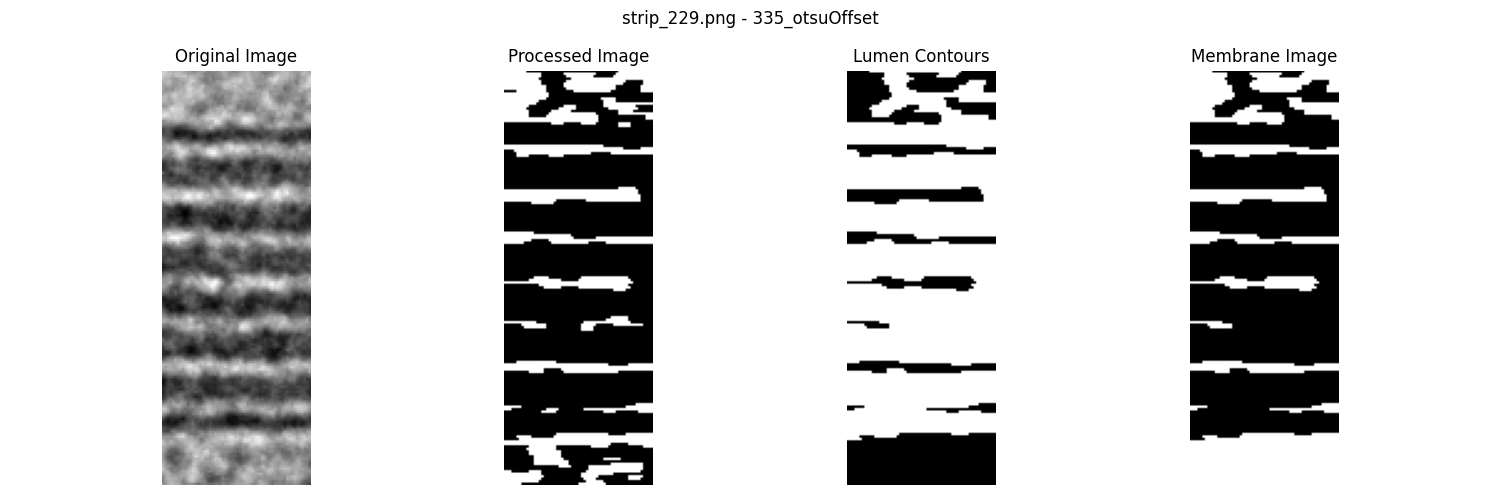 strip_229.png - 335_otsuOffset
Original Image
Processed Image
Lumen Contours
Membrane Image